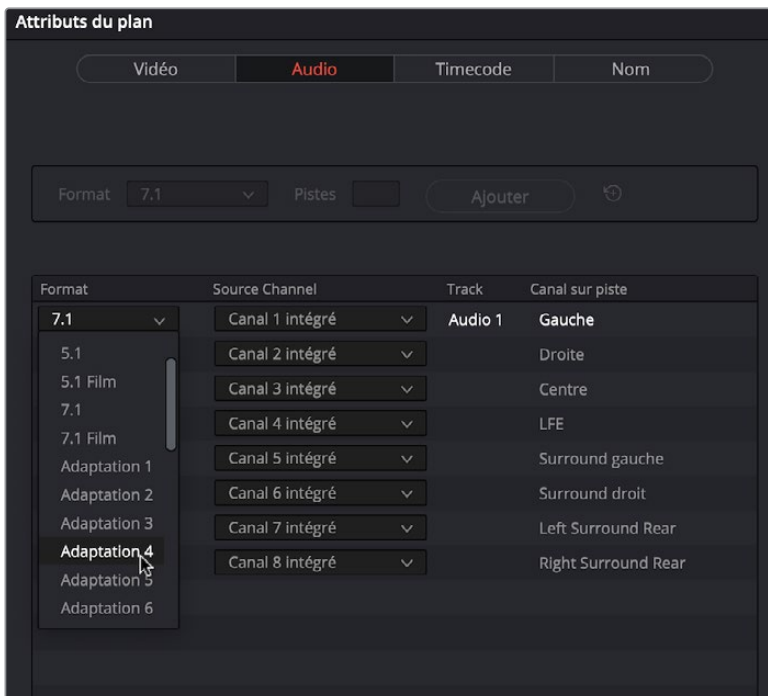 Attributs du plan
Vidéo Audio Timecode Nom
Format 7.1 Pistes Ajouter
Format Source Channel Track Canal sur piste
7.1 Canal 1 intégré Audio 1 Gauche
5.1 Canal 2 intégré Droite
5.1 Film Canal 3 intégré Centre
7.1 Canal 4 intégré LFE
7.1 Film
Adaptation 1 Canal 5 intégré Surround gauche
Adaptation 2 Canal 6 intégré Surround droit
Adaptation 3 Canal 7 intégré Left Surround Rear
Adaptation 4 Canal 8 intégré Right Surround Rear
Adaptation 5
Adaptation 6